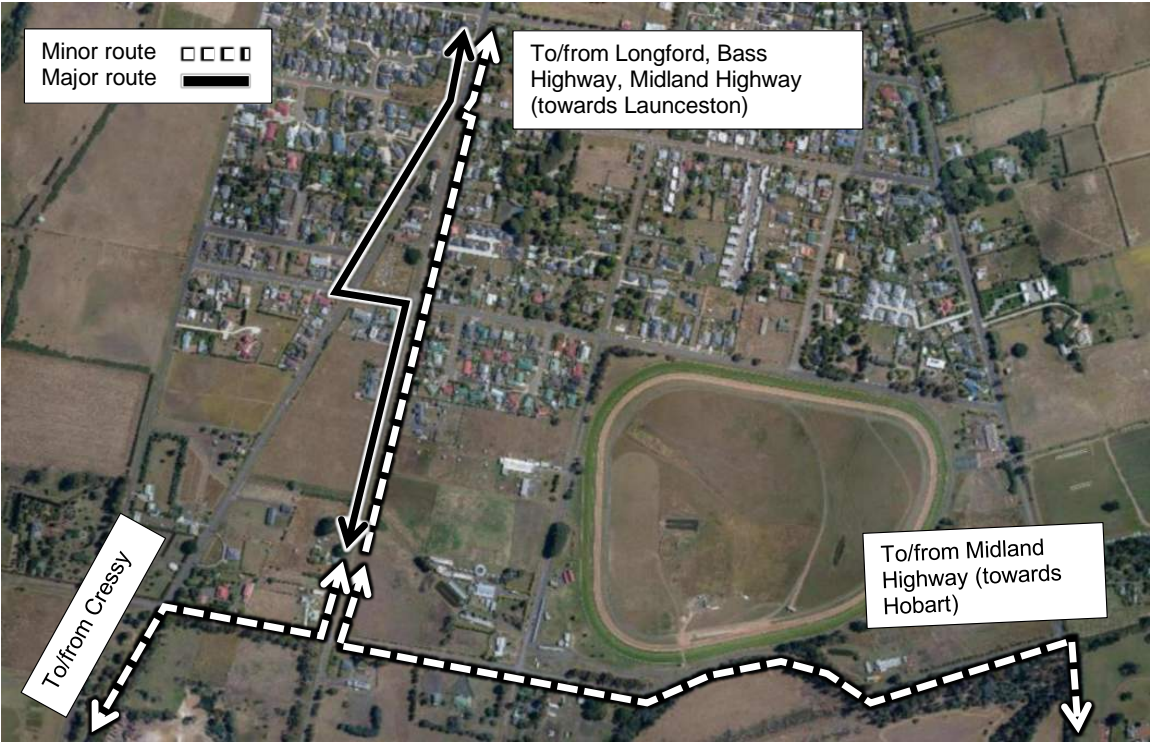 Minor route
Major route
To/from Longford, Bass
Highway, Midland Highway
(towards Launceston)
To/from Cressy
To/from Midland
Highway (towards
Hobart)